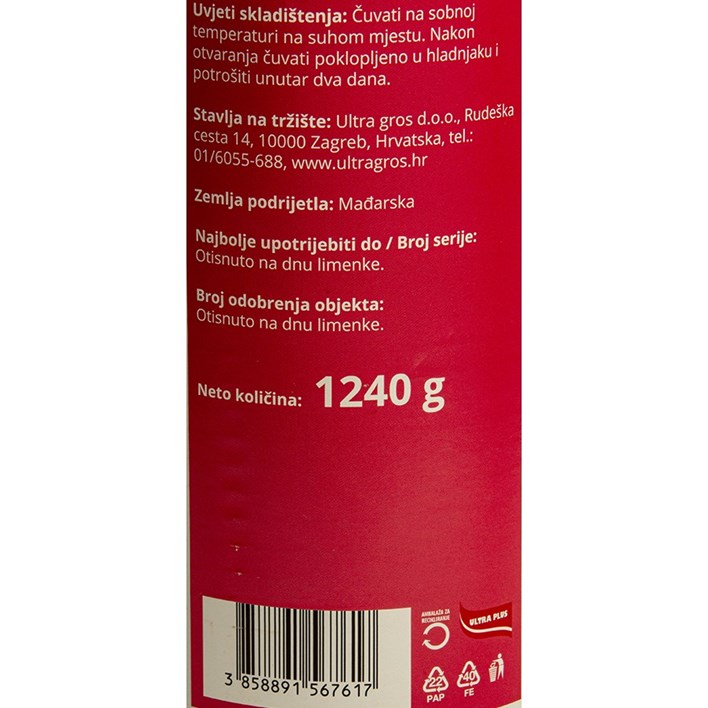 Uvjeti skladištenja: Čuvati na sobnoj
temperaturi na suhom mjestu. Nakon
otvaranja čuvati poklopljeno u hladnjaku i
potrošiti unutar dva dana.
Stavlja na tržište: Ultra gros d.o.o., Rudeška
cesta 14, 10000 Zagreb, Hrvatska, tel.:
01/6055-688, www.ultragros.hr
Zemlja podrijetla: Mađarska
Najbolje upotrijebiti do / Broj serije:
Otisnuto na dnu limenke.
Broj odobrenja objekta:
Otisnuto na dnu limenke.
Neto količina: 1240 g
AMBALAŽA ZA
RECIKLIRANJE
ULTRA PLUS
3 858891 567617
22
PAP
40
FE